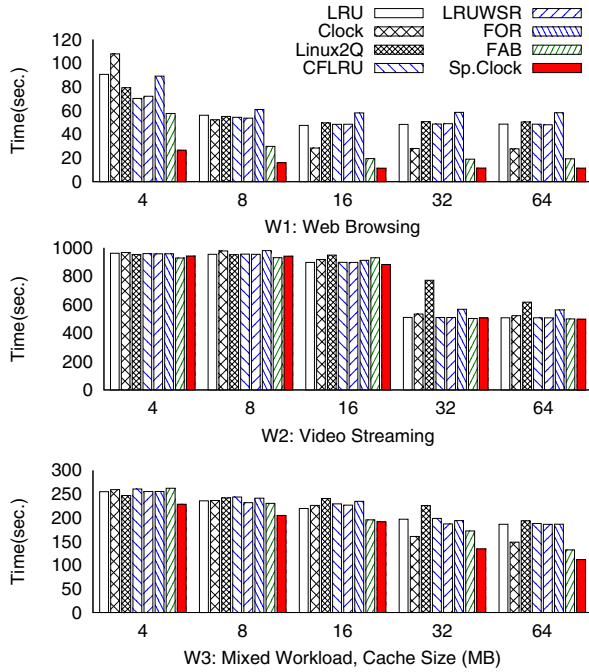 LRU LRUWSR
Clock FOR
Linux2Q FAB
CFLRU Sp.Clock
Time(sec.)
120
100
80
60
40
20
0
4 8 16 32 64
W1: Web Browsing
Time(sec.)
1000
800
600
400
200
0
4 8 16 32 64
W2: Video Streaming
Time(sec.)
300
250
200
150
100
50
0
4 8 16 32 64
W3: Mixed Workload, Cache Size (MB)